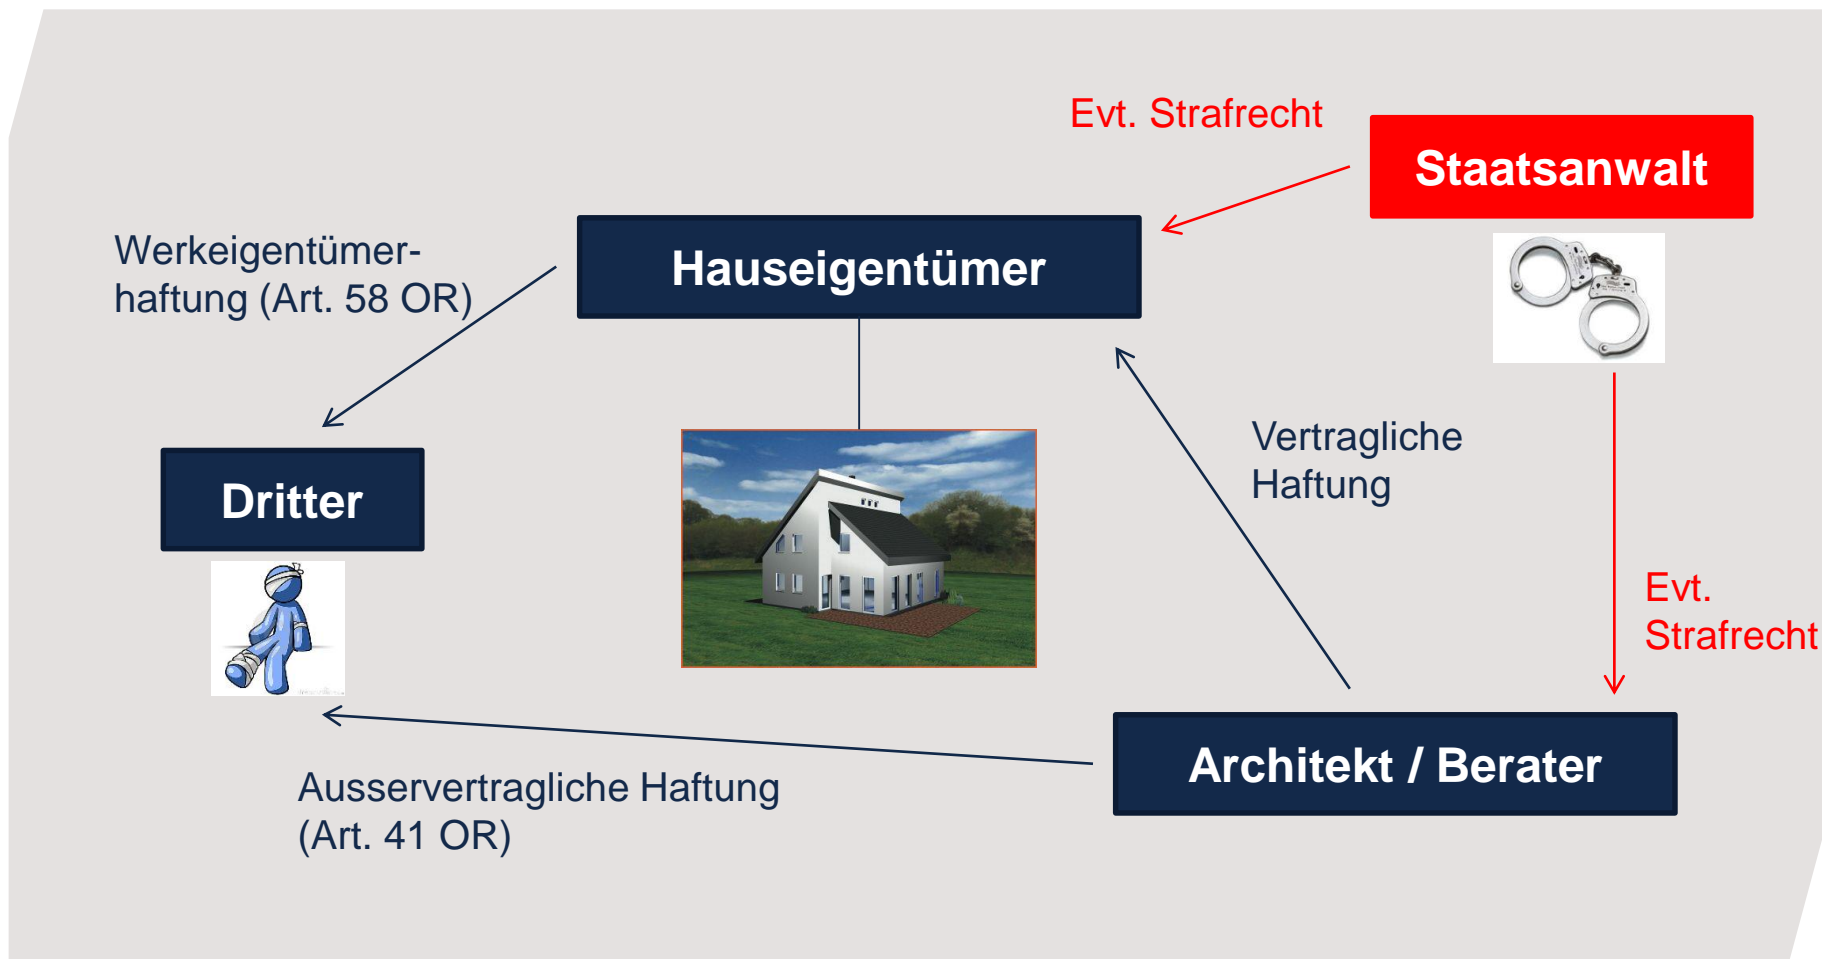 Evt. Strafrecht
Staatsanwalt
Werkeigentümer-
haftung (Art. 58 OR)
Hauseigentümer
Dritter
Vertragliche
Haftung
Evt.
Strafrecht
Architekt / Berater
Ausservertragliche Haftung
(Art. 41 OR)